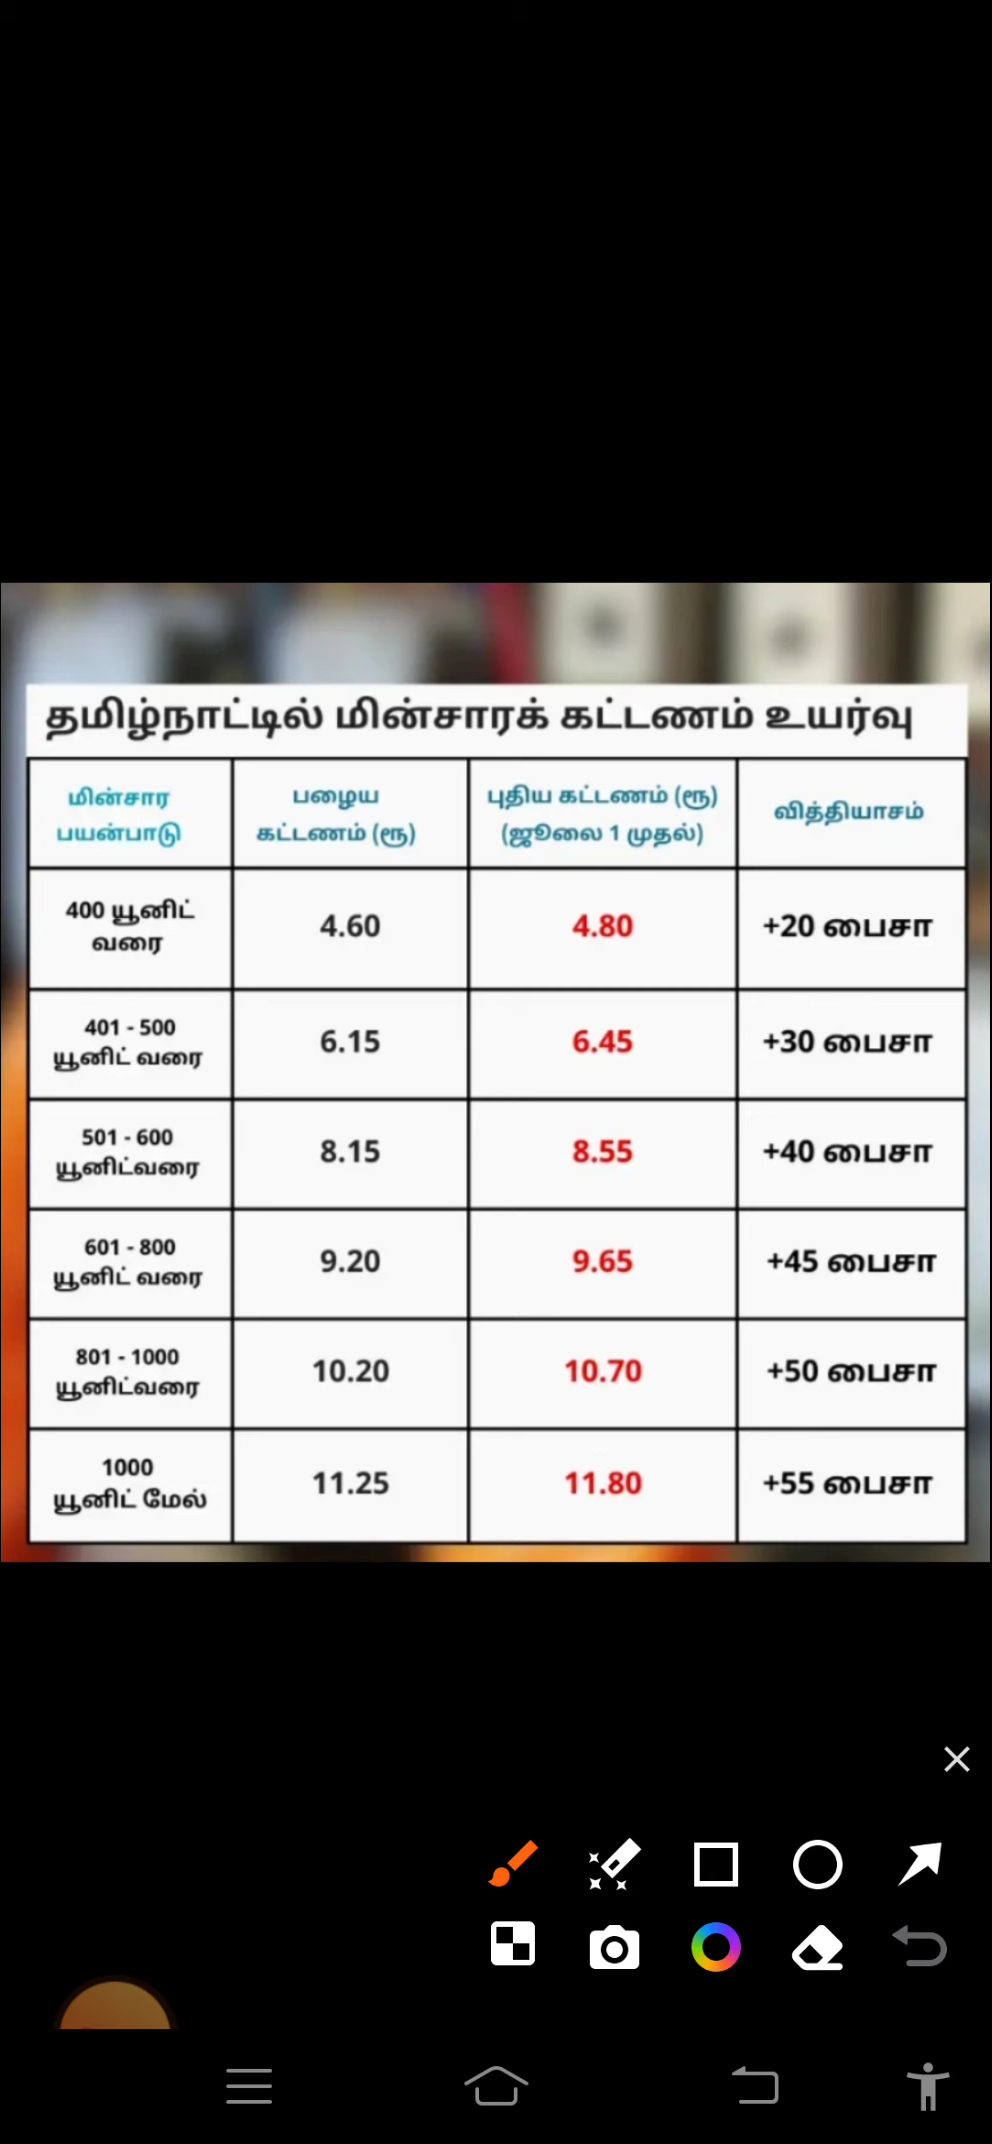 தமிழ்நாட்டில் மின்சாரக் கட்டணம் உயர்வு
மின்சார
பயன்பாடு
பழைய
கட்டணம் (ரூ)
புதிய கட்டணம் (ரூ)
(ஜூலை 1 முதல்)
வித்தியாசம்
400 யூனிட்
வரை
4.60
4.80
+20 பைசா
401 - 500
யூனிட் வரை
6.15
6.45
+30 பைசா
501 - 600
யூனிட்வரை
8.15
8.55
+40 பைசா
601 - 800
யூனிட் வரை
9.20
9.65
+45 பைசா
801 - 1000
யூனிட்வரை
10.20
10.70
+50 பைசா
1000
யூனிட் மேல்
11.25
11.80
+55 பைசா